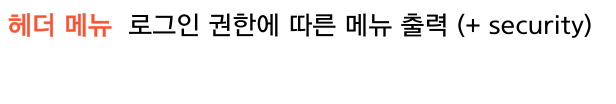 헤더 메뉴 로그인 권한에 따른 메뉴 출력 (+ security)